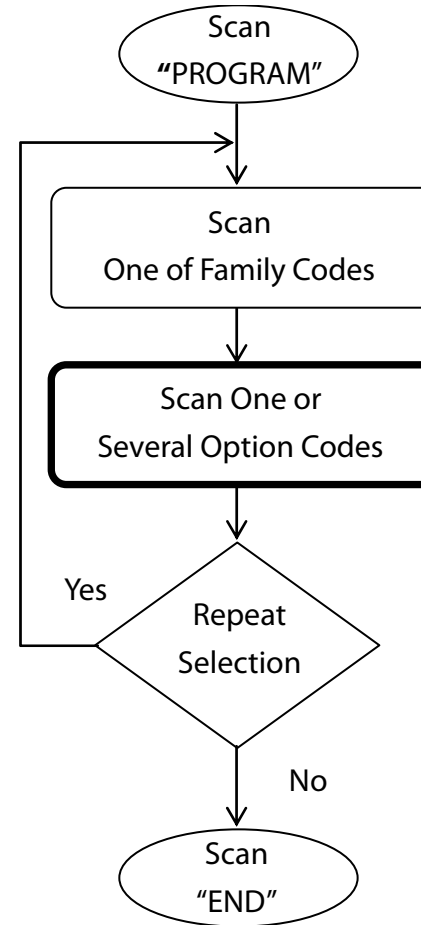 Scan
“PROGRAM”
Scan
One of Family Codes
Scan One or
Several Option Codes
Yes
Repeat
Selection
No
Scan
“END”